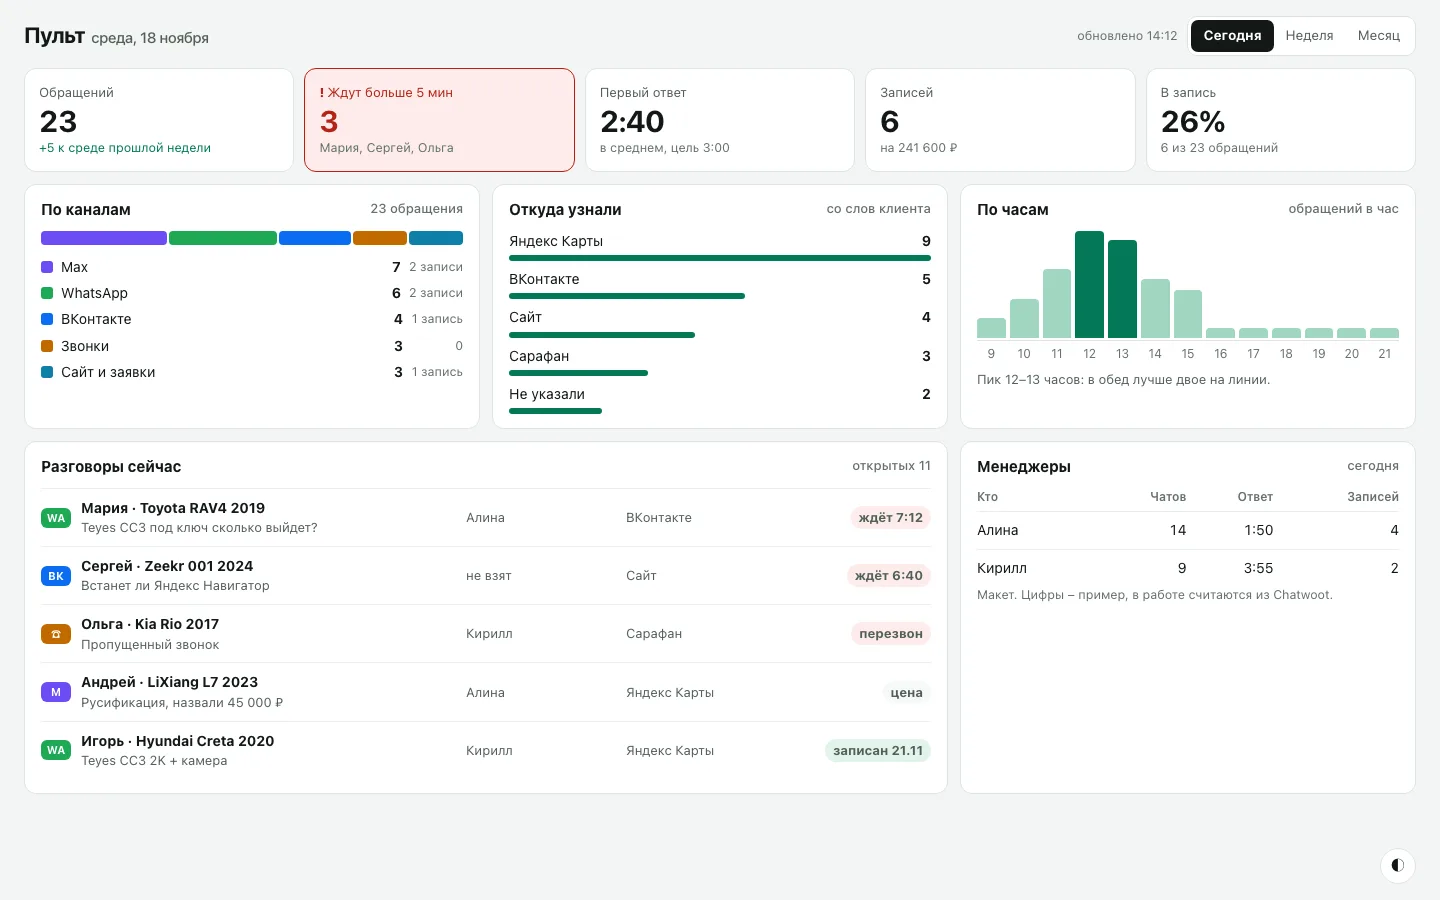 Пульт среда, 18 ноября
обновлено 14:12 Сегодня Неделя Месяц
Обращений
23
+5 к среде прошлой недели
! Ждут больше 5 мин
3
Мария, Сергей, Ольга
Первый ответ
2:40
в среднем, цель 3:00
Записей
6
на 241 600 ₽
В запись
26%
6 из 23 обращений
По каналам 23 обращения
Max 7 2 записи
WhatsApp 6 2 записи
ВКонтакте 4 1 запись
Звонки 3 0
Сайт и заявки 3 1 запись
Откуда узнали со слов клиента
Яндекс Карты 9
ВКонтакте 5
Сайт 4
Сарафан 3
Не указали 2
По часам обращений в час
9 10 11 12 13 14 15 16 17 18 19 20 21
Пик 12–13 часов: в обед лучше двое на линии.
Разговоры сейчас открытых 11
WA Мария · Toyota RAV4 2019 Алина ВКонтакте ждёт 7:12
Teyes CC3 под ключ сколько выйдет?
ВК Сергей · Zeekr 001 2024 не взят Сайт ждёт 6:40
Встанет ли Яндекс Навигатор
☎ Ольга · Kia Rio 2017 Кирилл Сарафан перезвон
Пропущенный звонок
M Андрей · LiXiang L7 2023 Алина Яндекс Карты цена
Русификация, назвали 45 000 ₽
WA Игорь · Hyundai Creta 2020 Кирилл Яндекс Карты записан 21.11
Teyes CC3 2K + камера
Менеджеры сегодня
Кто Чатов Ответ Записей
Алина 14 1:50 4
Кирилл 9 3:55 2
Макет. Цифры – пример, в работе считаются из Chatwoot.